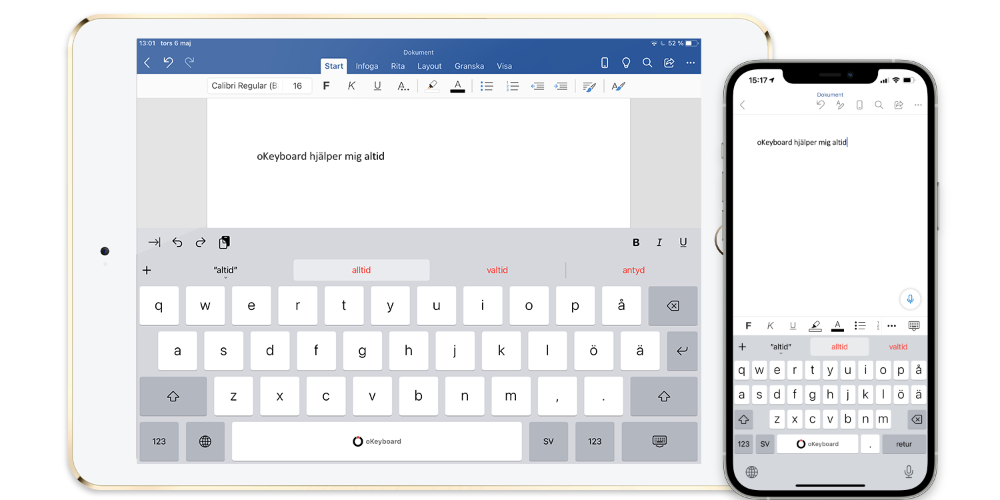 13:01 tors 6 maj
52 %
Dokument
Start Infoga Rita Layout Granska Visa
Calibri Regular (B 16 F K U A..
oKeyboard hjälper mig altid
B I U
+ "altid" alltid valtid antyd
q w e r t y u i o p å
a s d f g h j k l ö ä
z x c v b n m , .
123 oKeyboard SV 123
15:17
Dokument
oKeyboard hjälper mig altid
F K U A
+ "altid" alltid valtid
q w e r t y u i o p å
a s d f g h j k l ö ä
z x c v b n m
123 SV oKeyboard . retur